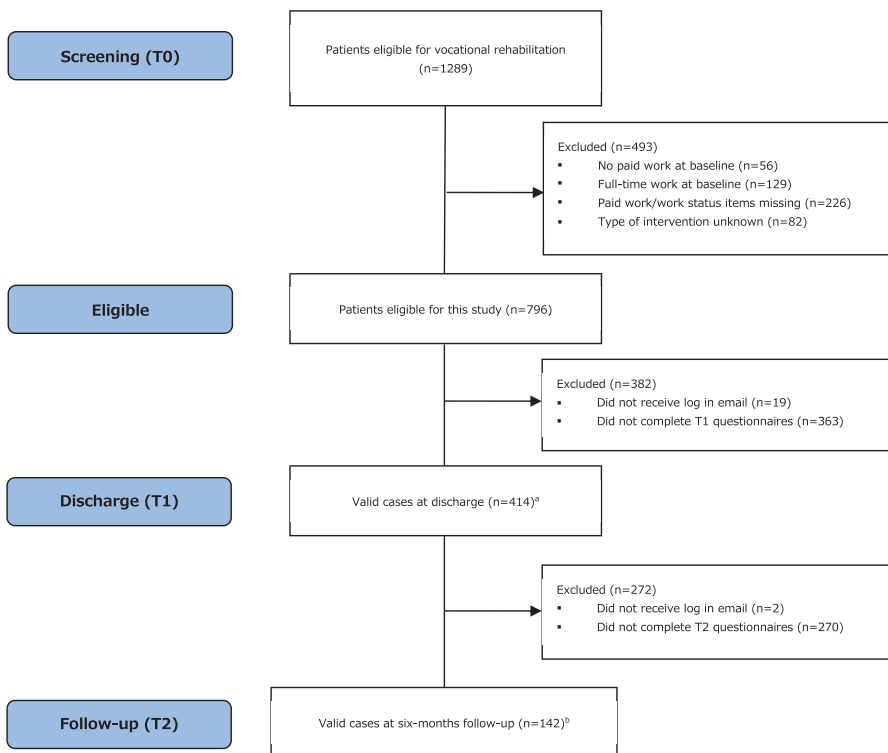 Screening (T0)
Patients eligible for vocational rehabilitation
(n=1289)
Excluded (n=493)
▪ No paid work at baseline (n=56)
▪ Full-time work at baseline (n=129)
▪ Paid work/work status items missing (n=226)
▪ Type of intervention unknown (n=82)
Eligible
Patients eligible for this study (n=796)
Excluded (n=382)
▪ Did not receive log in email (n=19)
▪ Did not complete T1 questionnaires (n=363)
Discharge (T1)
Valid cases at discharge (n=414)ᵃ
Excluded (n=272)
▪ Did not receive log in email (n=2)
▪ Did not complete T2 questionnaires (n=270)
Follow-up (T2)
Valid cases at six-months follow-up (n=142)ᵇ